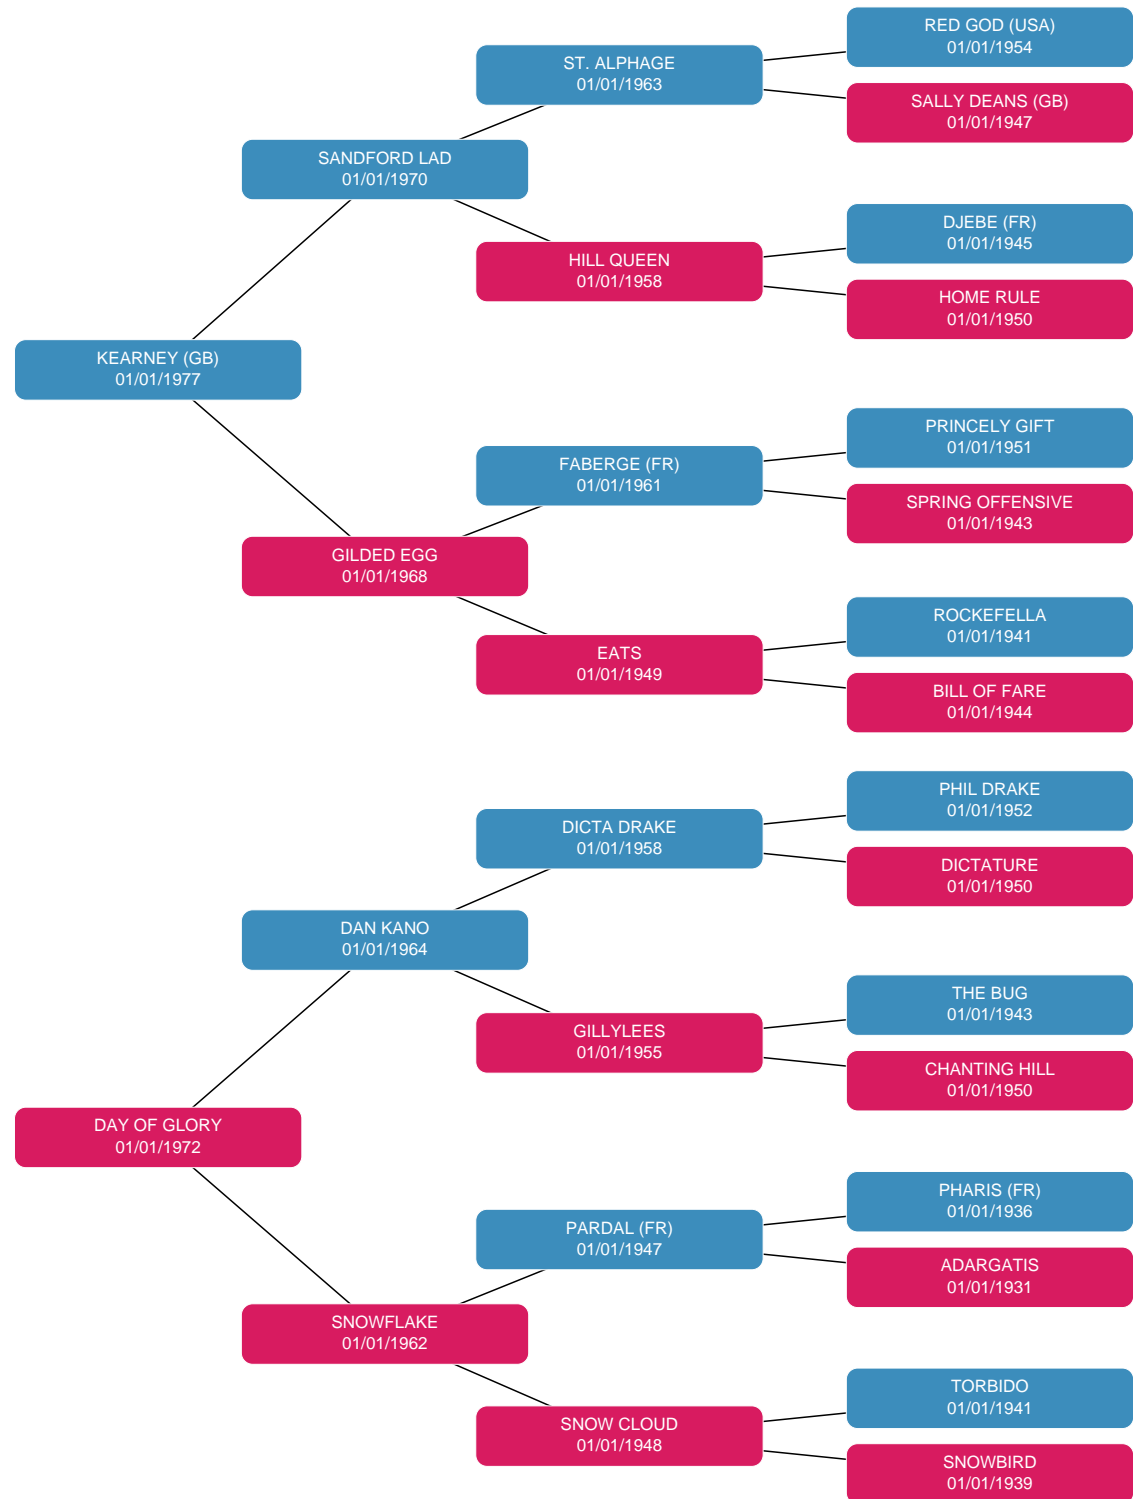 RED GOD (USA)
01/01/1954
ST. ALPHAGE
01/01/1963
SALLY DEANS (GB)
01/01/1947
SANDFORD LAD
01/01/1970
DJEBE (FR)
01/01/1945
HILL QUEEN
01/01/1958
HOME RULE
01/01/1950
KEARNEY (GB)
01/01/1977
PRINCELY GIFT
01/01/1951
FABERGE (FR)
01/01/1961
SPRING OFFENSIVE
01/01/1943
GILDED EGG
01/01/1968
ROCKEFELLA
01/01/1941
EATS
01/01/1949
BILL OF FARE
01/01/1944
PHIL DRAKE
01/01/1952
DICTA DRAKE
01/01/1958
DICTATURE
01/01/1950
DAN KANO
01/01/1964
THE BUG
01/01/1943
GILLYLEES
01/01/1955
CHANTING HILL
01/01/1950
DAY OF GLORY
01/01/1972
PHARIS (FR)
01/01/1936
PARDAL (FR)
01/01/1947
ADARGATIS
01/01/1931
SNOWFLAKE
01/01/1962
TORBIDO
01/01/1941
SNOW CLOUD
01/01/1948
SNOWBIRD
01/01/1939